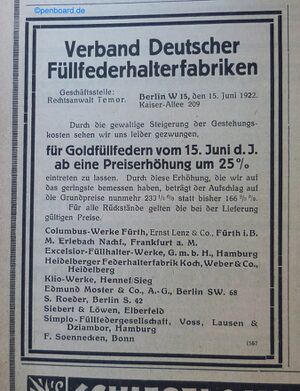 ©penboard.de
Verband Deutscher
Füllfederhalterfabriken
Geschäftsstelle:
Rechtsanwalt Temor.
Berlin W 15, den 15. Juni 1922.
Kaiser-Allee 209
Durch die gewaltige Steigerung der Gestehungs-
kosten sehen wir uns leider gezwungen,
für Goldfüllfedern vom 15. Juni d. J.
ab eine Preiserhöhung um 25%
eintreten zu lassen. Durch diese Erhöhung, die wir auf
das geringste bemessen haben, beträgt der Aufschlag auf
die Grundpreise nunmehr 233 1/3 % statt bisher 166 2/3 %.
Für alle Rückstände gelten die bei der Lieferung
gültigen Preise.
Columbus-Werke Fürth, Ernst Lenz & Co., Fürth i. B.
M. Erlebach Nachf., Frankfurt a. M.
Excelsior-Füllhalter-Werke, G. m. b. H., Hamburg
Heidelberger Federhalterfabrik Koch, Weber & Co.,
Heidelberg
Klio-Werke, Hennef/Sieg
Edmund Moster & Co., A.-G., Berlin SW. 68
S. Roeder, Berlin S. 42
Siebert & Löwen, Elberfeld
Simplo-Füllfedergesellschaft, Voss, Lausen &
Dziambor, Hamburg
F. Soennecken, Bonn